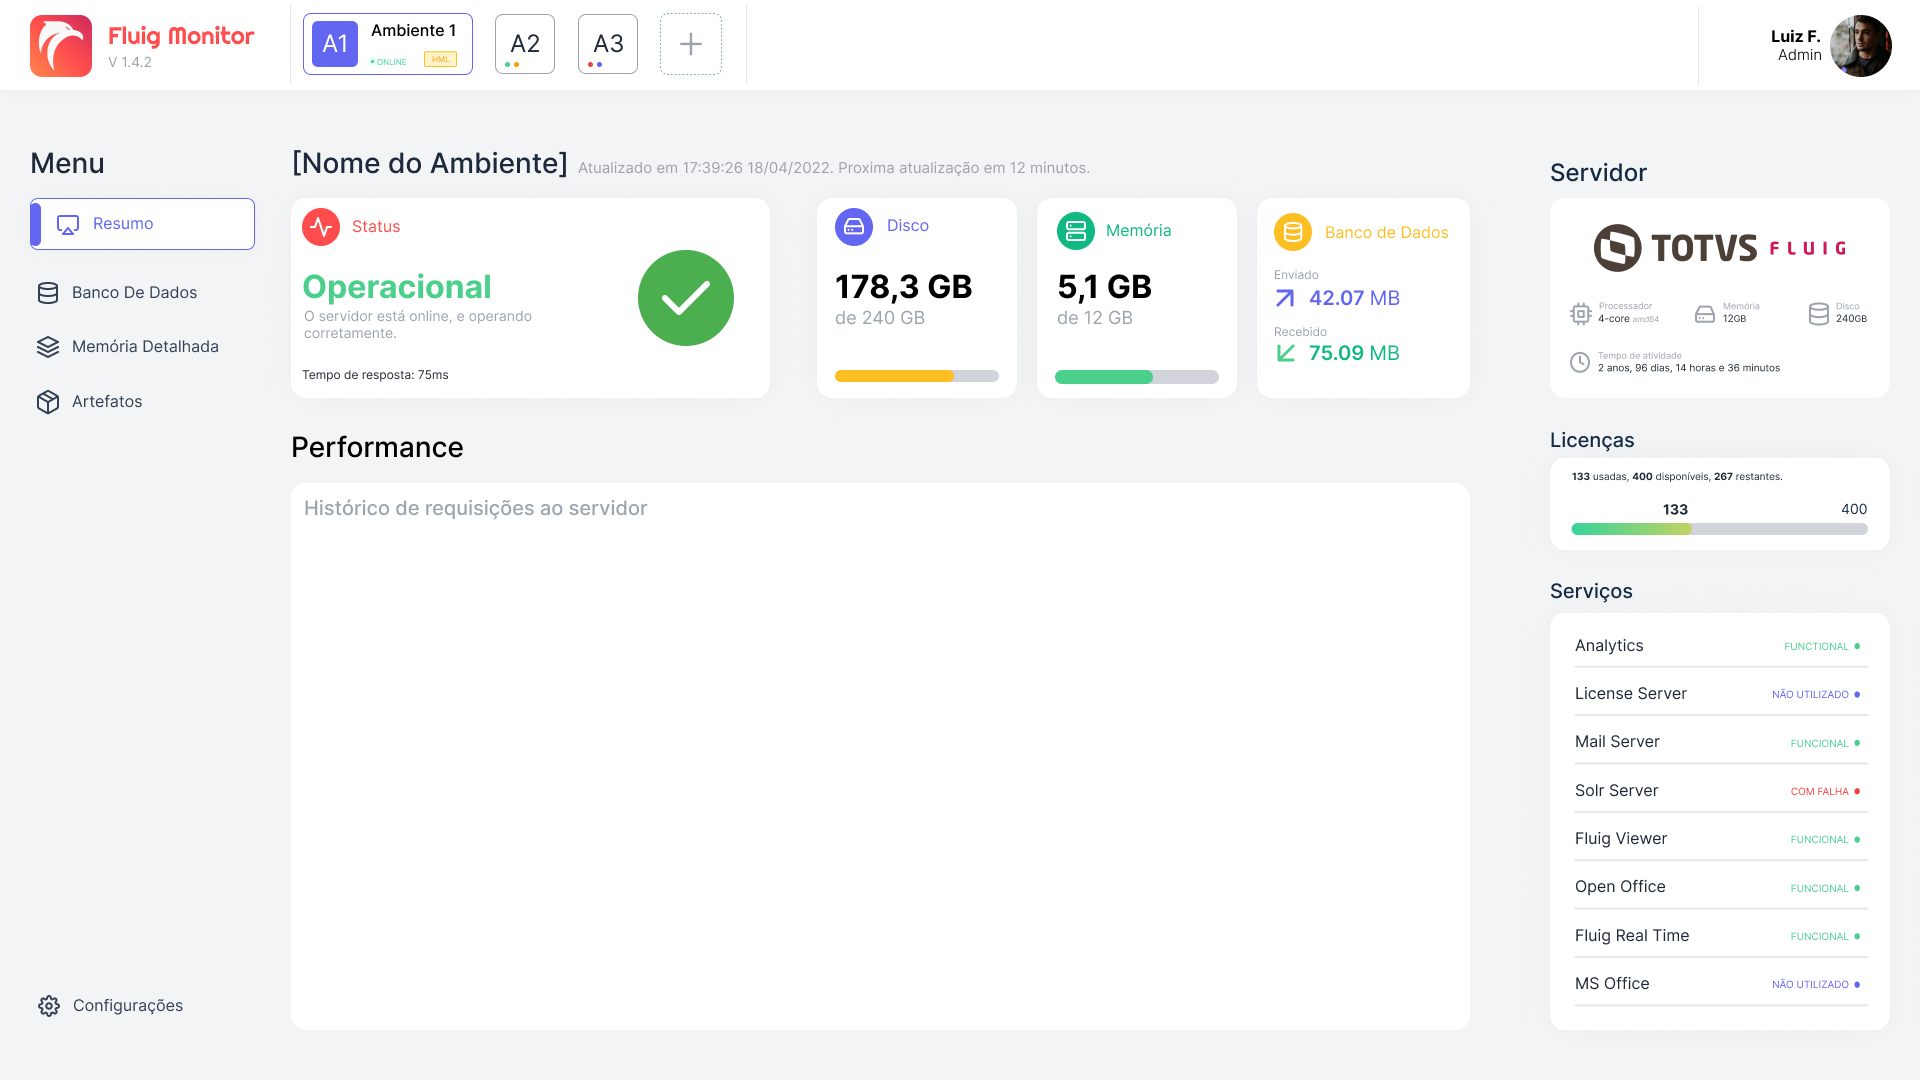 Fluig Monitor
V 1.4.2
A1
Ambiente 1
ONLINE
HML
A2
A3
Luiz F.
Admin
Menu
Resumo
Banco De Dados
Memória Detalhada
Artefatos
Configurações
[Nome do Ambiente] Atualizado em 17:39:26 18/04/2022. Proxima atualização em 12 minutos.
Status
Operacional
O servidor está online, e operando
corretamente.
Tempo de resposta: 75ms
Disco
178,3 GB
de 240 GB
Memória
5,1 GB
de 12 GB
Banco de Dados
Enviado
42.07 MB
Recebido
75.09 MB
Performance
Histórico de requisições ao servidor
Servidor
TOTVS FLUIG
Processador
4-core amd64
Memória
12GB
Disco
240GB
Tempo de atividade
2 anos, 96 dias, 14 horas e 36 minutos
Licenças
133 usadas, 400 disponíveis, 267 restantes.
133
400
Serviços
Analytics FUNCTIONAL
License Server NÃO UTILIZADO
Mail Server FUNCIONAL
Solr Server COM FALHA
Fluig Viewer FUNCIONAL
Open Office FUNCIONAL
Fluig Real Time FUNCIONAL
MS Office NÃO UTILIZADO